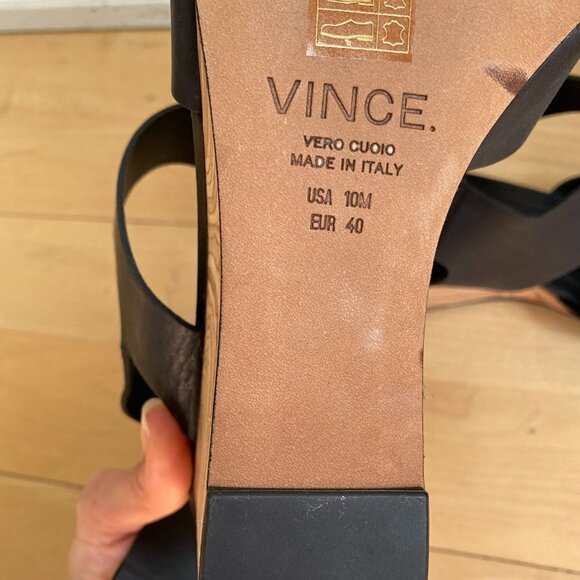 VINCE.
VERO CUOIO
MADE IN ITALY
USA 10M
EUR 40